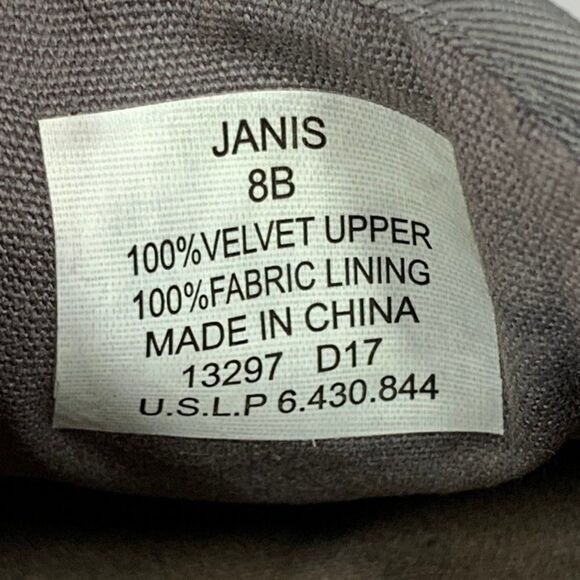 JANIS
8B
100%VELVET UPPER
100%FABRIC LINING
MADE IN CHINA
13297 D17
U.S.L.P 6.430.844